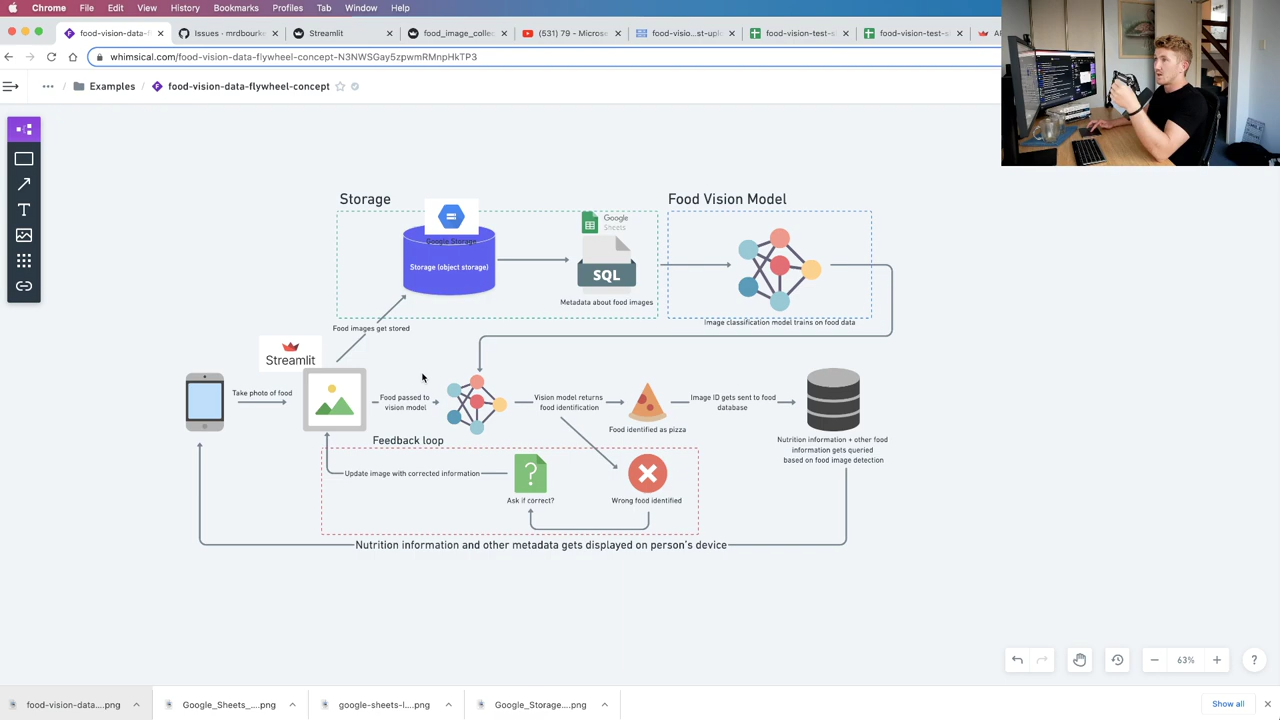 Chrome File Edit View History Bookmarks Profiles Tab Window Help
food-vision-data-f
Issues · mrdbourke
Streamlit
food_image_collec
(531) 79 - Microse
food-visio...st-uplo
food-vision-test-s
food-vision-test-s
whimsical.com/food-vision-data-flywheel-concept-N3NWSGay5zpwmRMnpHkTP3
... / Examples / food-vision-data-flywheel-concept
Storage
Food Vision Model
Google
Sheets
Google Storage
Storage (object storage)
SQL
Metadata about food images
Image classification model trains on food data
Food images get stored
Streamlit
Take photo of food
Food passed to
vision model
Vision model returns
food identification
Image ID gets sent to food
database
Food identified as pizza
Feedback loop
Nutrition information + other food
information gets queried
based on food image detection
Update image with corrected information
?
Ask if correct?
Wrong food identified
Nutrition information and other metadata gets displayed on person's device
63%
?
food-vision-data....png
Google_Sheets_....png
google-sheets-l....png
Google_Storage....png
Show all